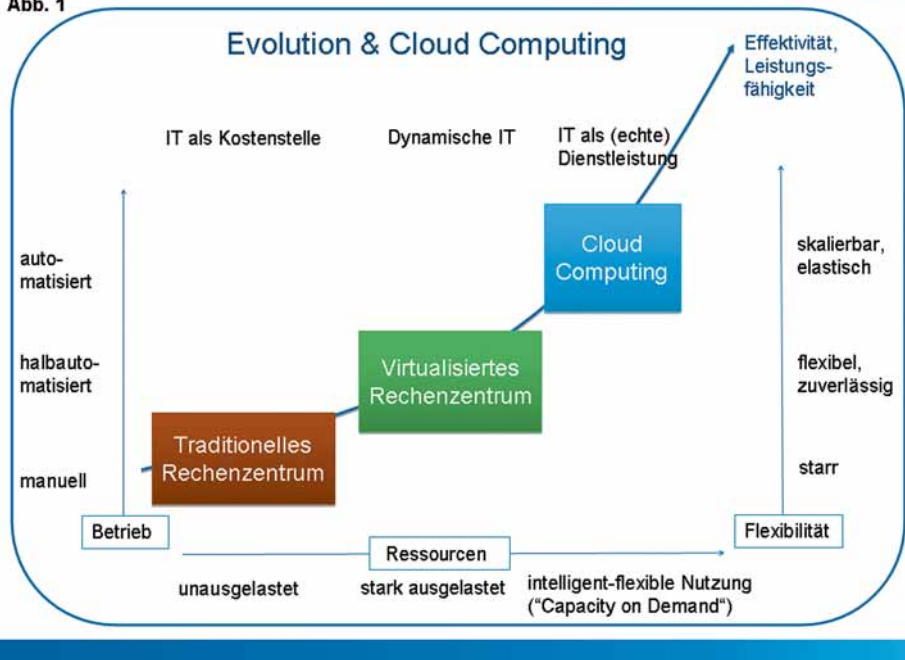 Abb. 1
Evolution & Cloud Computing
Effektivität,
Leistungs-
fähigkeit
IT als Kostenstelle
Dynamische IT
IT als (echte)
Dienstleistung
auto-
matisiert
Cloud
Computing
skalierbar,
elastisch
halbauto-
matisiert
Virtualisiertes
Rechenzentrum
flexibel,
zuverlässig
manuell
Traditionelles
Rechenzentrum
starr
Betrieb
Ressourcen
Flexibilität
unausgelastet
stark ausgelastet
intelligent-flexible Nutzung
("Capacity on Demand")